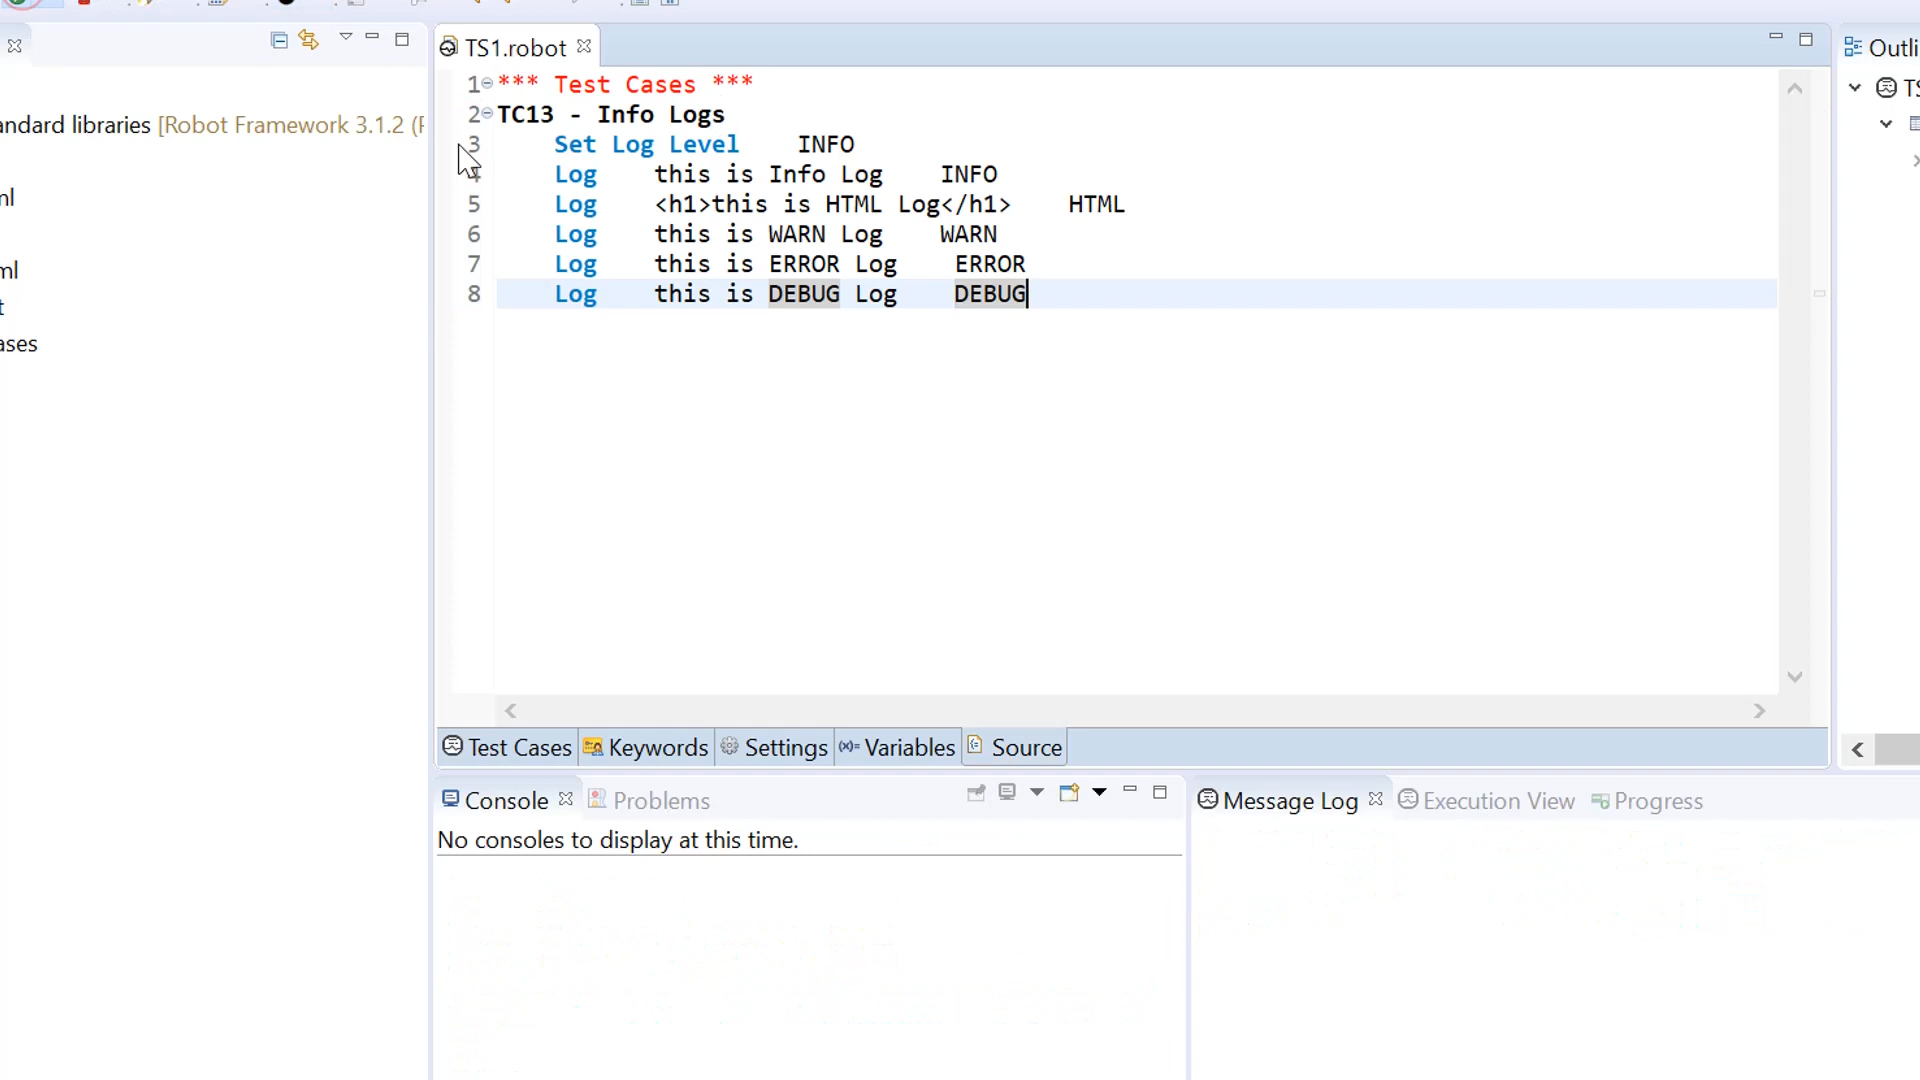 TS1.robot
Outli
1 *** Test Cases ***
2 TC13 - Info Logs
3 Set Log Level    INFO
4 Log    this is Info Log    INFO
5 Log    <h1>this is HTML Log</h1>    HTML
6 Log    this is WARN Log    WARN
7 Log    this is ERROR Log    ERROR
8 Log    this is DEBUG Log    DEBUG
TS
andard libraries [Robot Framework 3.1.2 (
ml
ml
t
ases
Test Cases Keywords Settings (x)= Variables Source
Console Problems
No consoles to display at this time.
Message Log Execution View Progress